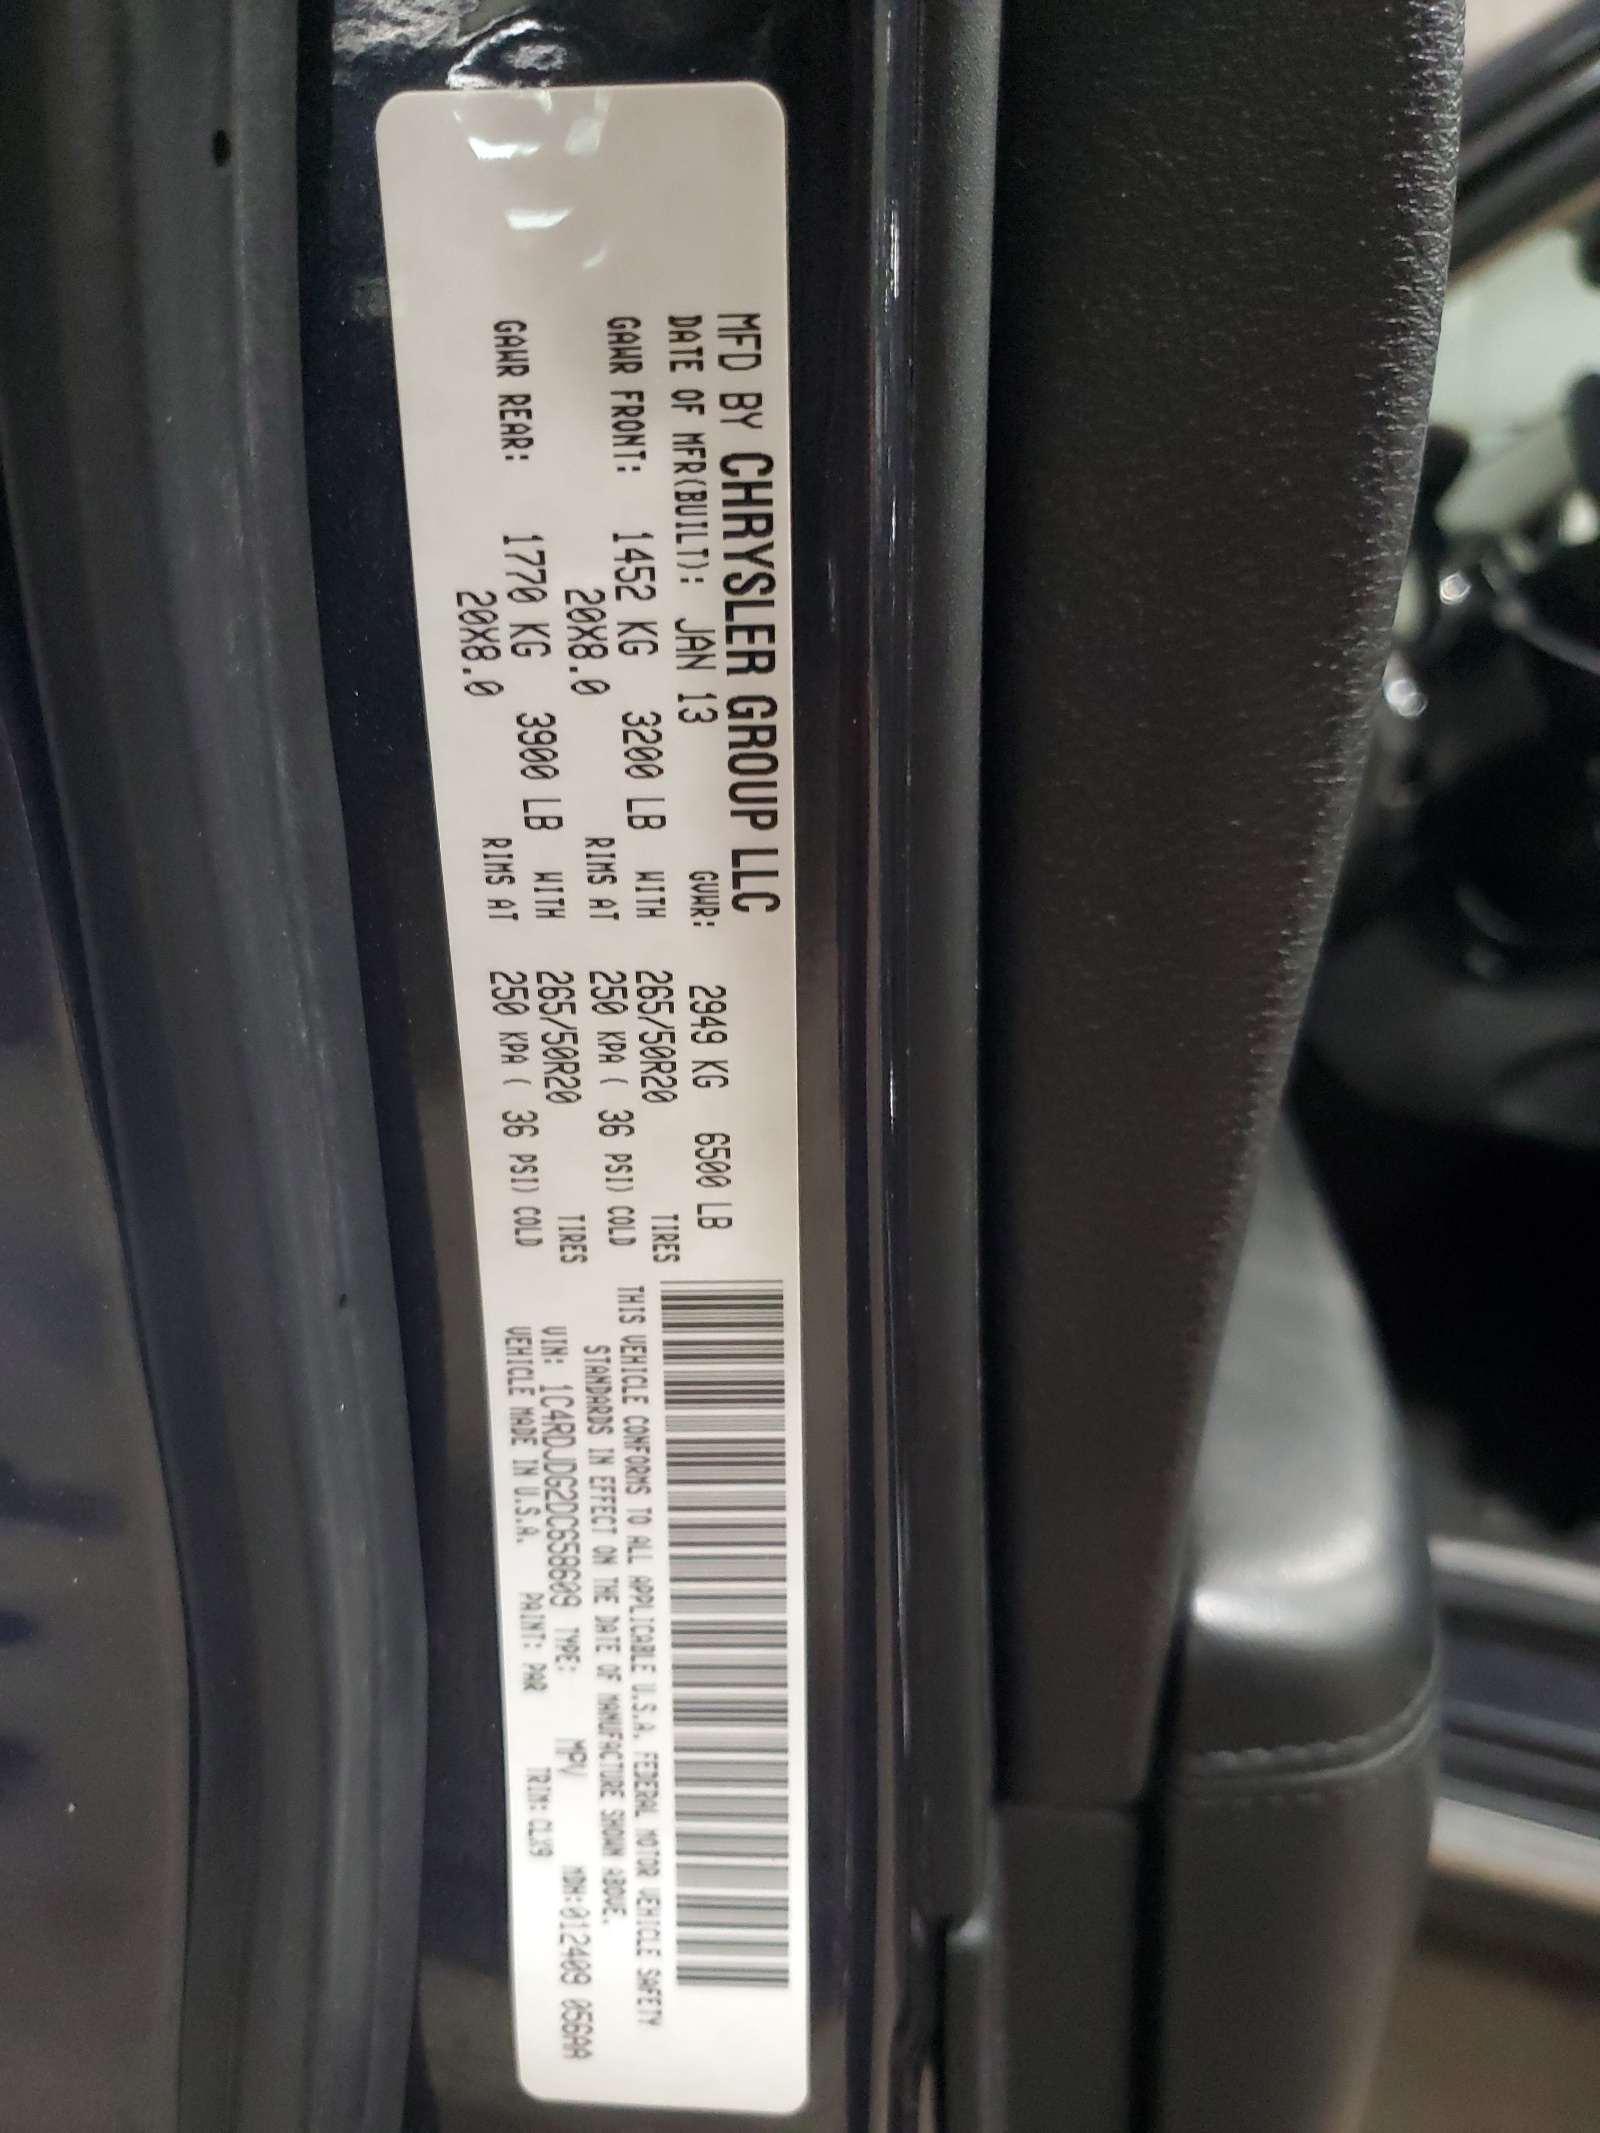 MFD BY CHRYSLER GROUP LLC
DATE OF MFR(BUILT): JAN 13 GVWR: 2949 KG 6500 LB
GAWR FRONT: 1452 KG 3200 LB WITH 265/50R20 TIRES
20X8.0 RIMS AT 250 KPA ( 36 PSI) COLD
GAWR REAR: 1770 KG 3900 LB WITH 265/50R20 TIRES
20X8.0 RIMS AT 250 KPA ( 36 PSI) COLD
THIS VEHICLE CONFORMS TO ALL APPLICABLE U.S.A. FEDERAL MOTOR VEHICLE SAFETY
STANDARDS IN EFFECT ON THE DATE OF MANUFACTURE SHOWN ABOVE.
VIN: 1C4RDJDG2DC658609 TYPE: MPV MDH:012409 056AA
VEHICLE MADE IN U.S.A. PAINT: PAR TRIM: CLX9